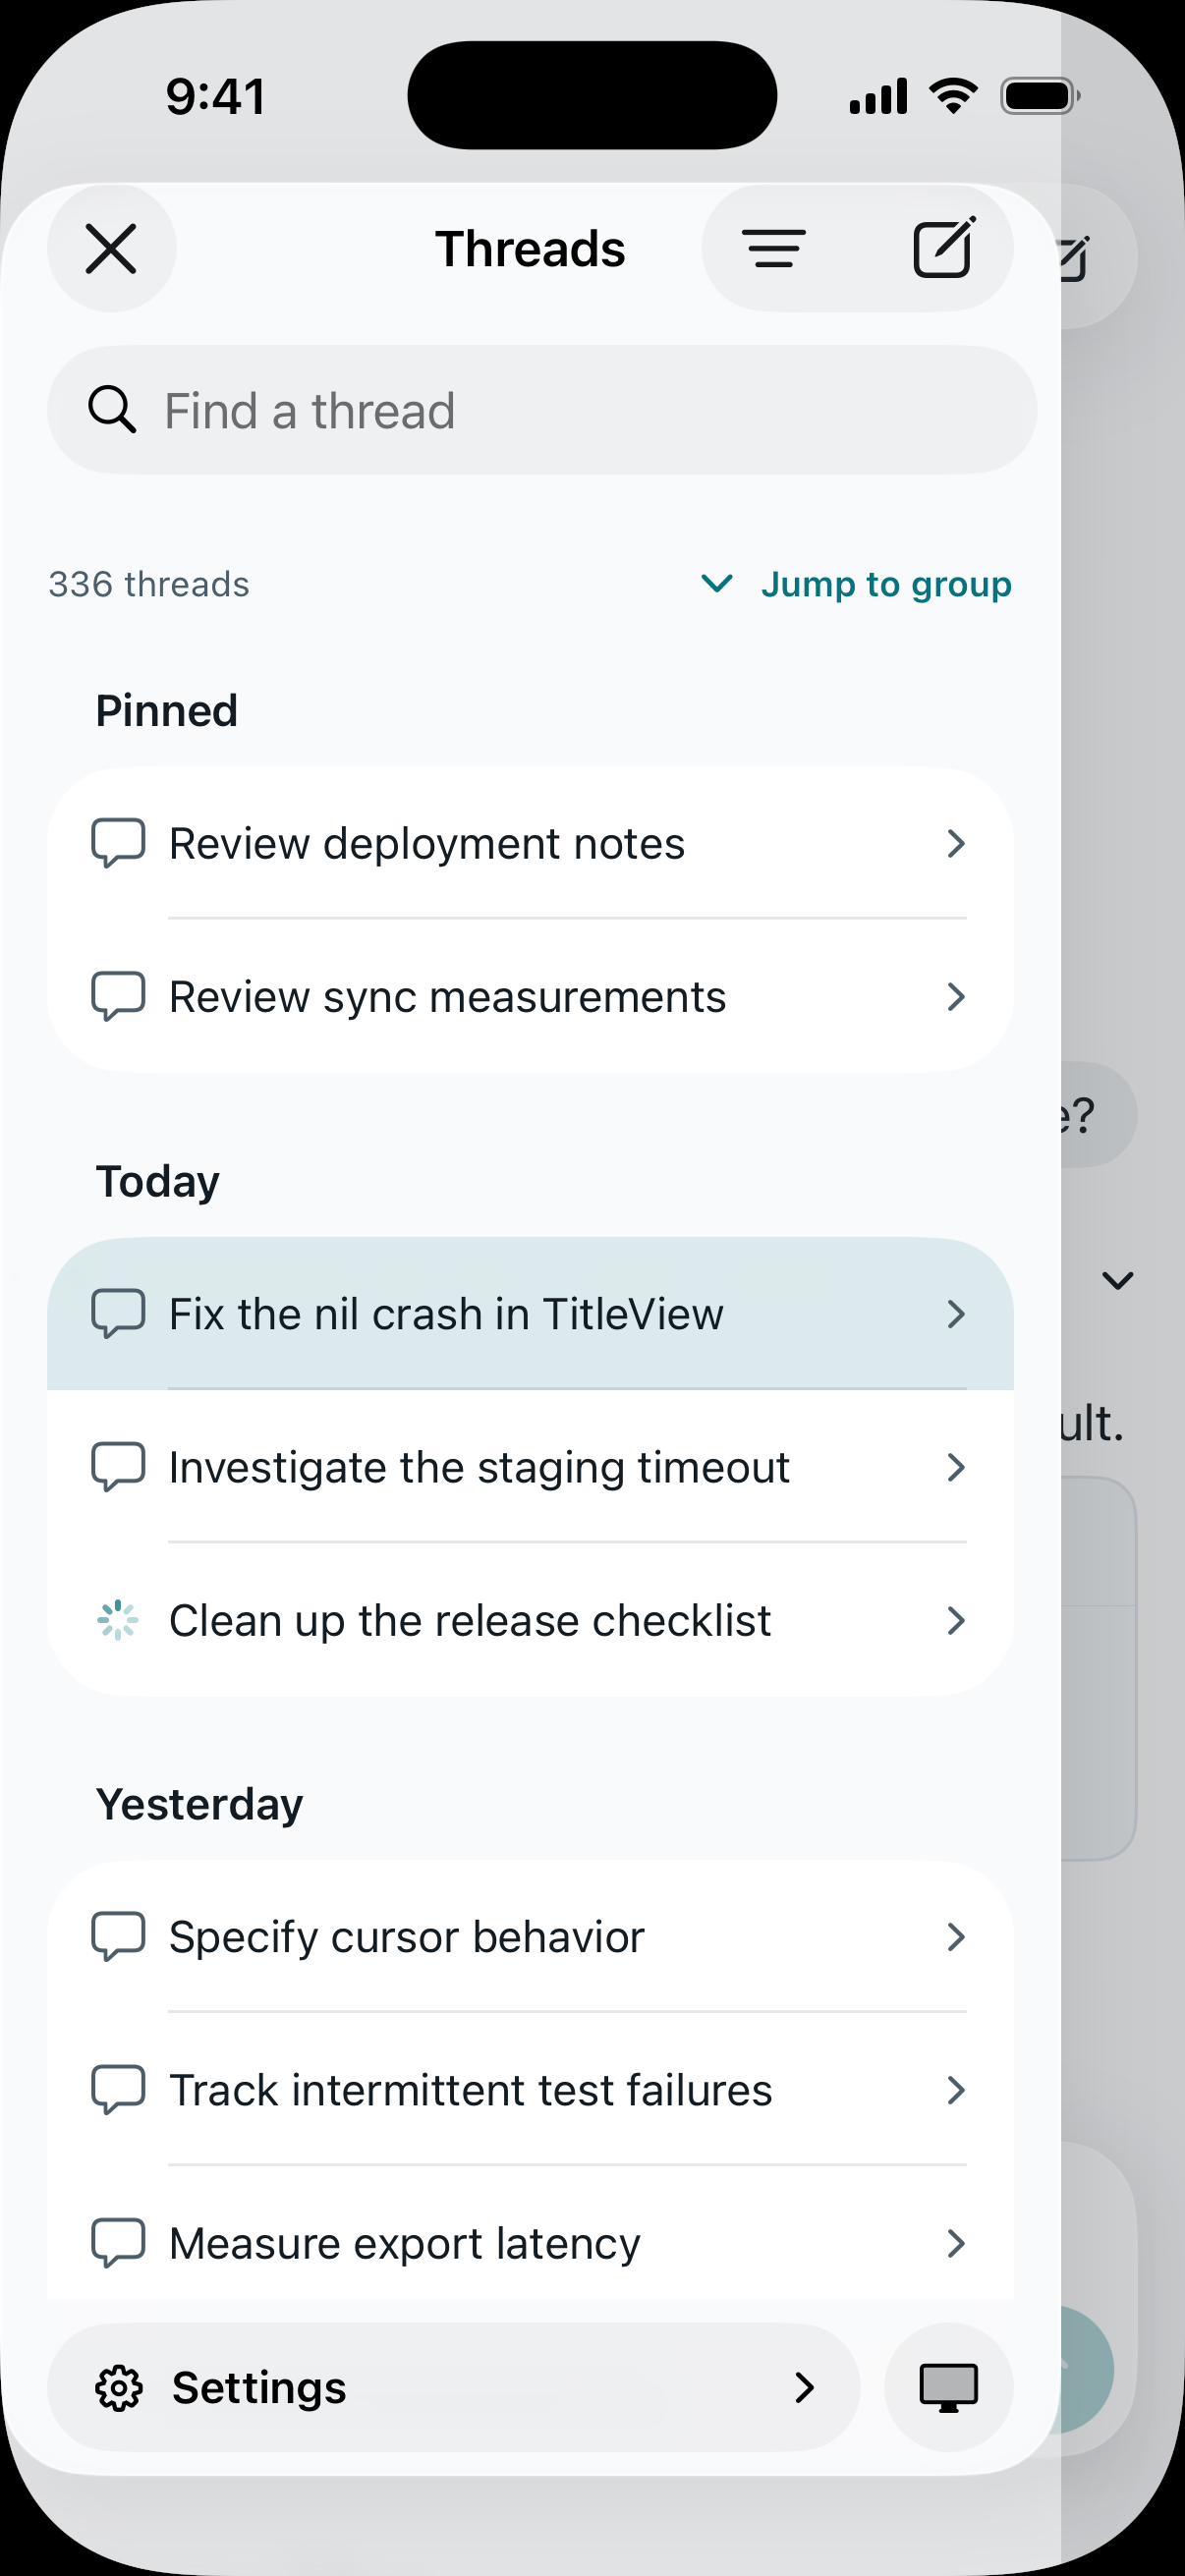 9:41
Threads
Find a thread
336 threads
Jump to group
Pinned
Review deployment notes
Review sync measurements
e?
Today
Fix the nil crash in TitleView
ult.
Investigate the staging timeout
Clean up the release checklist
Yesterday
Specify cursor behavior
Track intermittent test failures
Measure export latency
Settings